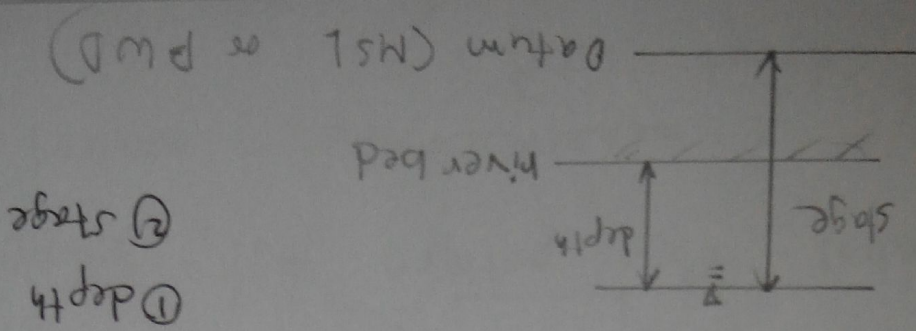 ① depth
② stage
stage
depth
river bed
Datum (MSL or PWD)